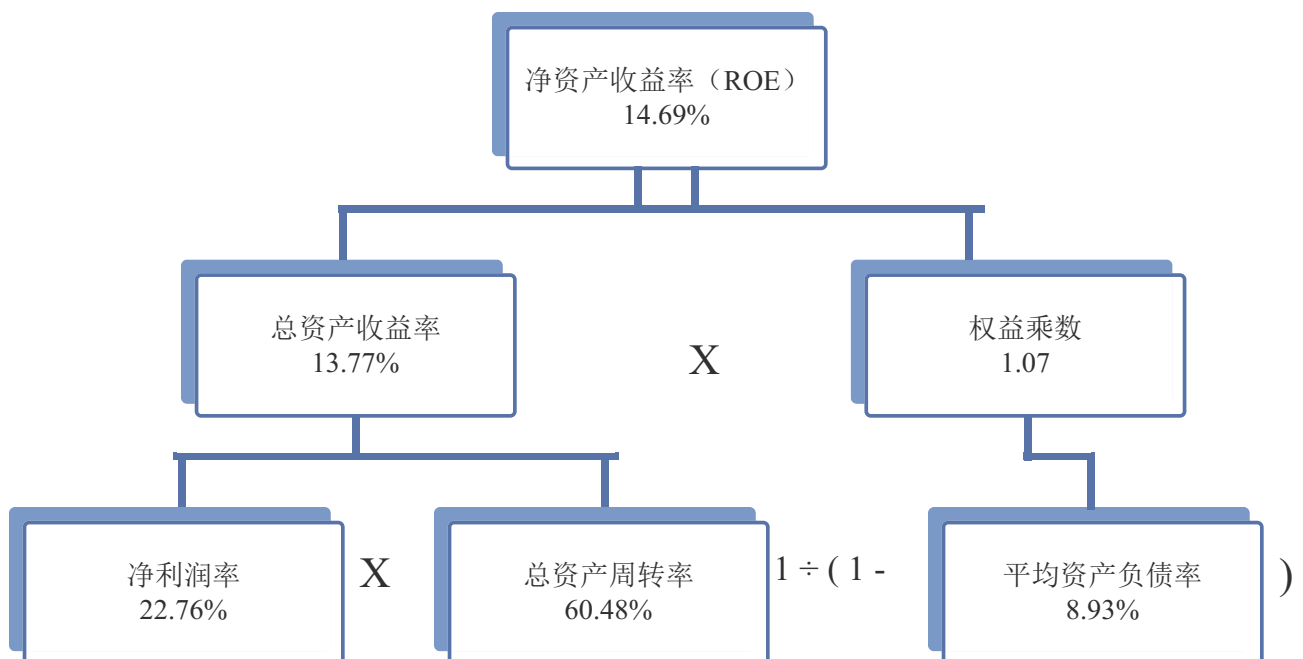 净资产收益率（ROE）
14.69%
总资产收益率
13.77%
X
权益乘数
1.07
净利润率
22.76%
X
总资产周转率
60.48%
1 ÷ ( 1 -
平均资产负债率
8.93%
)